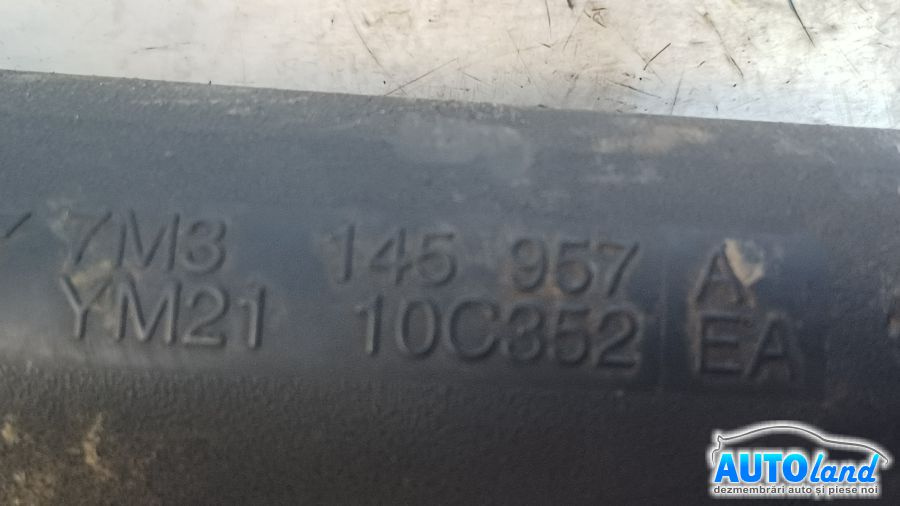 7M3 145 957 A
YM21 10C352 EA
AUTOland
dezmembrări auto și piese noi